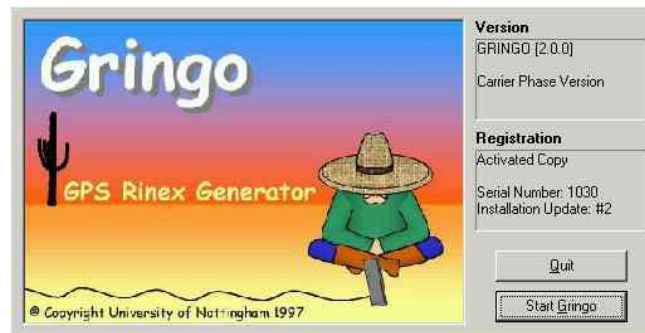 Gringo
GPS Rinex Generator
© Copyright University of Nottingham 1997
Version
GRINGO [2.0.0]
Carrier Phase Version
Registration
Activated Copy
Serial Number: 1030
Installation Update: #2
Quit
Start Gringo